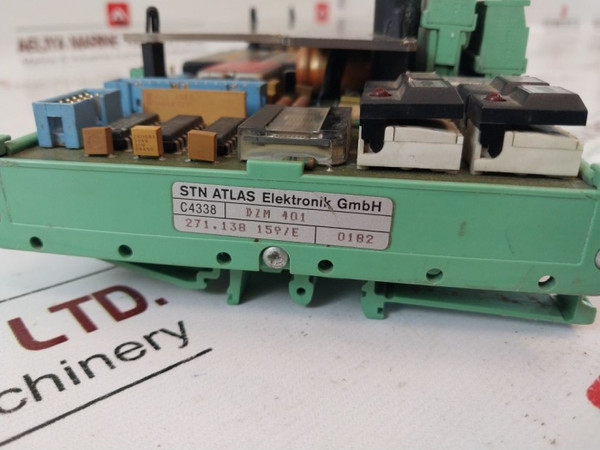 STN ATLAS Elektronik GmbH
C4338 DZM 401
271.138 159/E 0182
LTD.
chinery